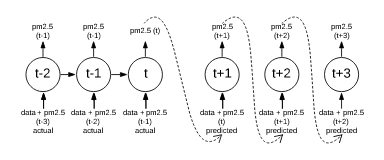 pm2.5
(t-1)
pm2.5
(t-1)
pm2.5 (t)
pm2.5
(t+1)
pm2.5
(t+2)
pm2.5
(t+3)
t-2
t-1
t
t+1
t+2
t+3
data + pm2.5
(t-3)
actual
data + pm2.5
(t-2)
actual
data + pm2.5
(t-1)
actual
data + pm2.5
(t)
predicted
data + pm2.5
(t+1)
predicted
data + pm2.5
(t+2)
predicted